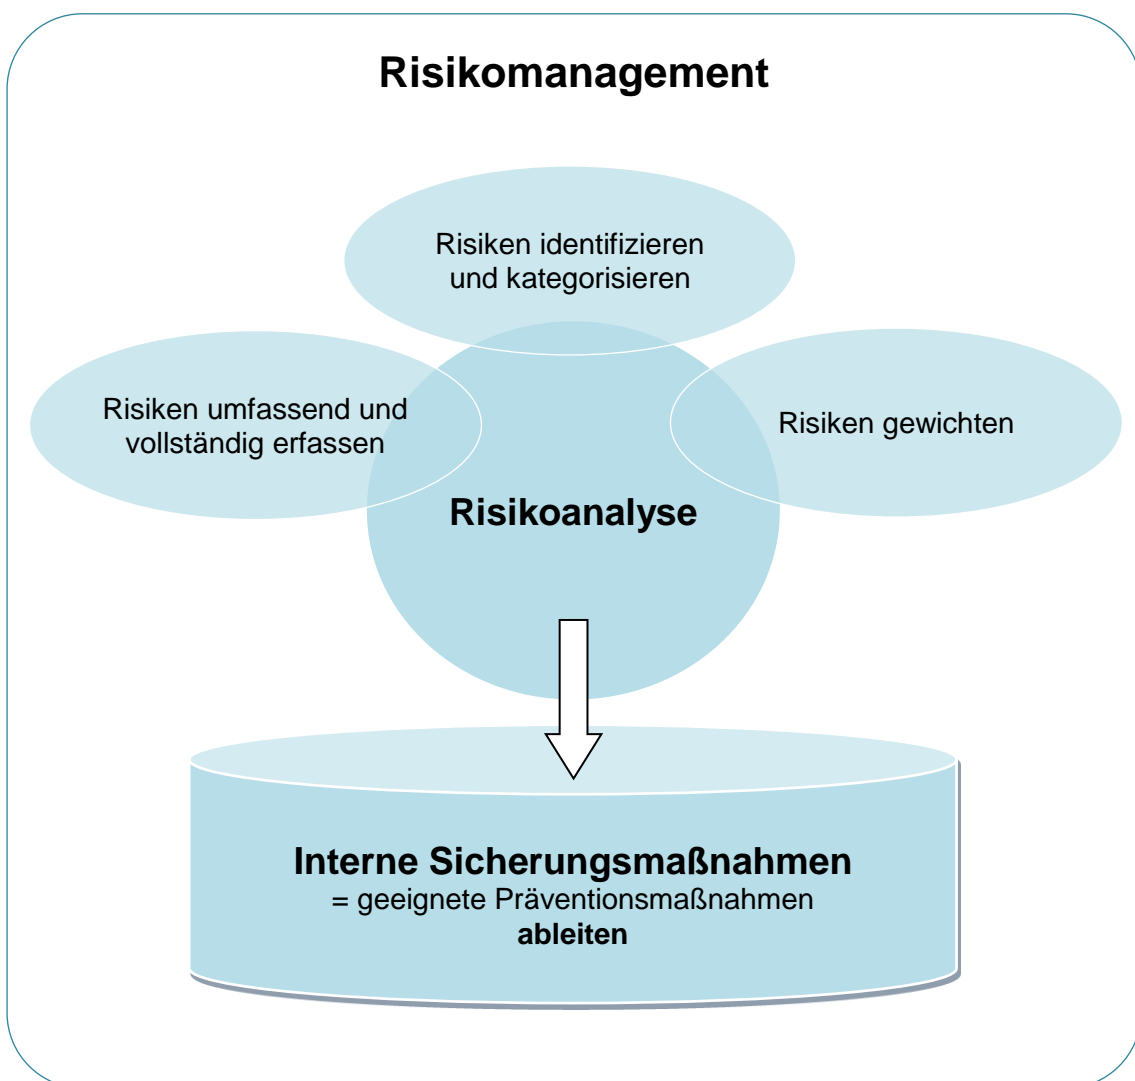 Risikomanagement
Risiken identifizieren
und kategorisieren
Risiken umfassend und
vollständig erfassen
Risiken gewichten
Risikoanalyse
Interne Sicherungsmaßnahmen
= geeignete Präventionsmaßnahmen
ableiten